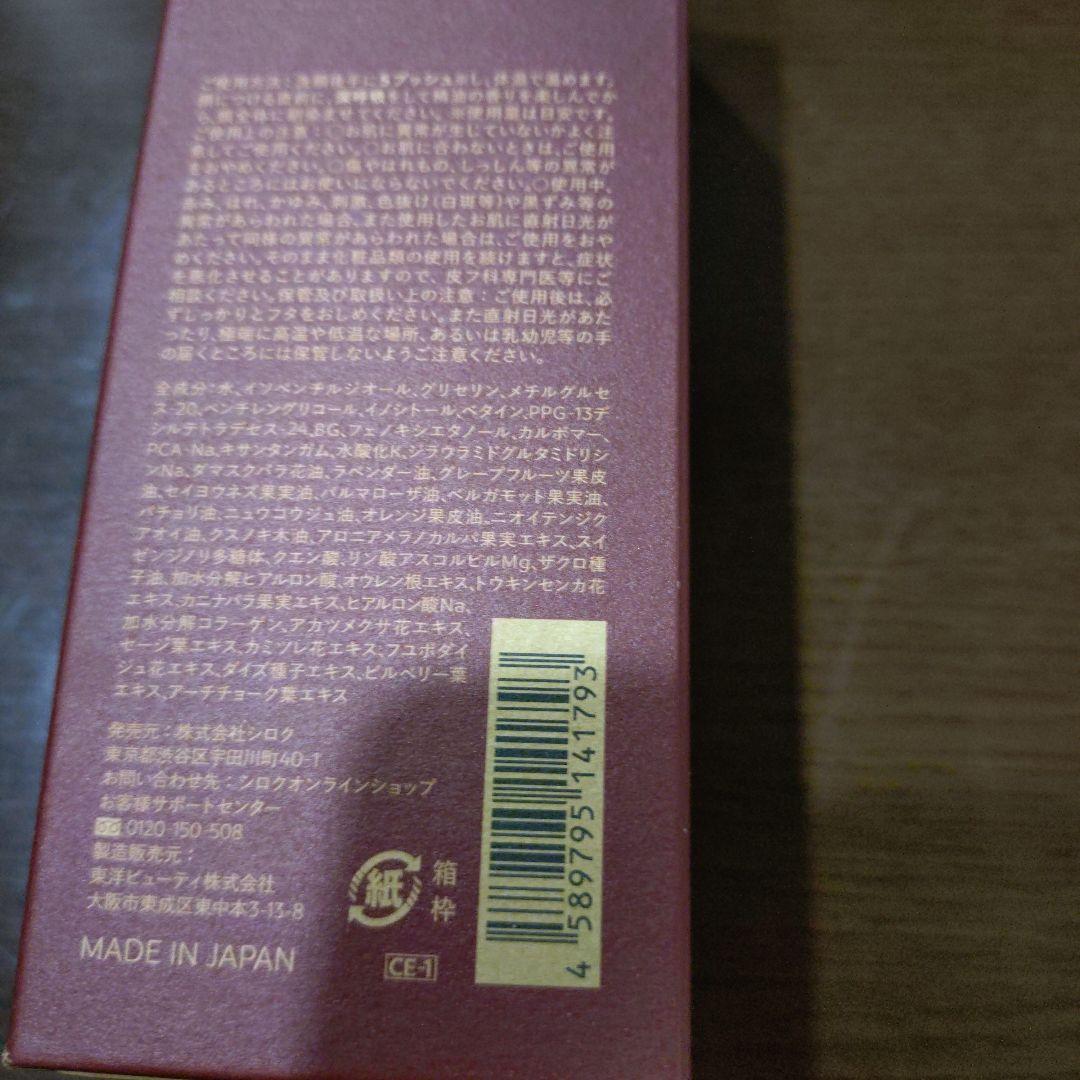 ご使用方法：洗顔後手に3プッシュ出し、体温で温めます。
顔につける直前に、深呼吸をして精油の香りを楽しんでか
ら、顔全体に馴染ませてください。※使用量は目安です。
ご使用上の注意：○お肌に異常が生じていないかよく注
意してご使用ください。○お肌に合わないときは、ご使用
をおやめください。○傷やはれもの、しっしん等の異常が
あるところにはお使いにならないでください。○使用中、
赤み、はれ、かゆみ、刺激、色抜け(白斑等)や黒ずみ等の
異常があらわれた場合、また使用したお肌に直射日光が
あたって同様の異常があらわれた場合は、ご使用をおや
めください。そのまま化粧品類の使用を続けますと、症状
を悪化させることがありますので、皮フ科専門医等にご
相談ください。保管及び取扱い上の注意：ご使用後は、必
ずしっかりとフタをおしめください。また直射日光があた
ったり、極端に高温や低温な場所、あるいは乳幼児等の手
の届くところには保管しないようご注意ください。
全成分：水、イソペンチルジオール、グリセリン、メチルグルセ
ス-20、ペンチレングリコール、イノシトール、ベタイン、PPG-13デ
シルテトラデセス-24、BG、フェノキシエタノール、カルボマー、
PCA-Na、キサンタンガム、水酸化K、ジラウラミドグルタミドリシ
ンNa、ダマスクバラ花油、ラベンダー油、グレープフルーツ果皮
油、セイヨウネズ果実油、パルマローザ油、ベルガモット果実油、
パチョリ油、ニュウコウジュ油、オレンジ果皮油、ニオイテンジク
アオイ油、クスノキ木油、アロニアメラノカルパ果実エキス、スイ
ゼンジノリ多糖体、クエン酸、リン酸アスコルビルMg、ザクロ種
子油、加水分解ヒアルロン酸、オウレン根エキス、トウキンセンカ花
エキス、カニナバラ果実エキス、ヒアルロン酸Na、
加水分解コラーゲン、アカツメクサ花エキス、
セージ葉エキス、カミツレ花エキス、フユボダイ
ジュ花エキス、ダイズ種子エキス、ビルベリー葉
エキス、アーチチョーク葉エキス
発売元：株式会社シロク
東京都渋谷区宇田川町40-1
お問い合わせ先：シロクオンラインショップ
お客様サポートセンター
0120-150-508
製造販売元：
東洋ビューティ株式会社
大阪市東成区東中本3-13-8
MADE IN JAPAN
紙
箱
枠
CE-1
4 589795 141793